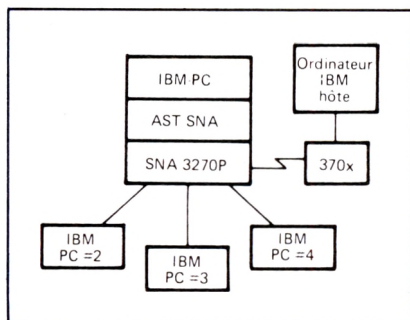 IBM PC
AST SNA
SNA 3270P
Ordinateur
IBM
hôte
370x
IBM
PC =2
IBM
PC =3
IBM
PC =4